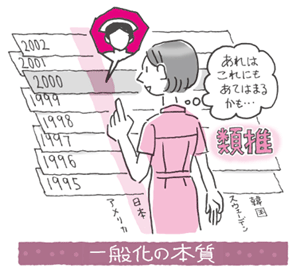 2002
2001
2000
1999
1998
1997
1996
1995
あれは
これにも
あてはまる
かも…
類推
アメリカ
日本
スウェーデン
韓国
一般化の本質